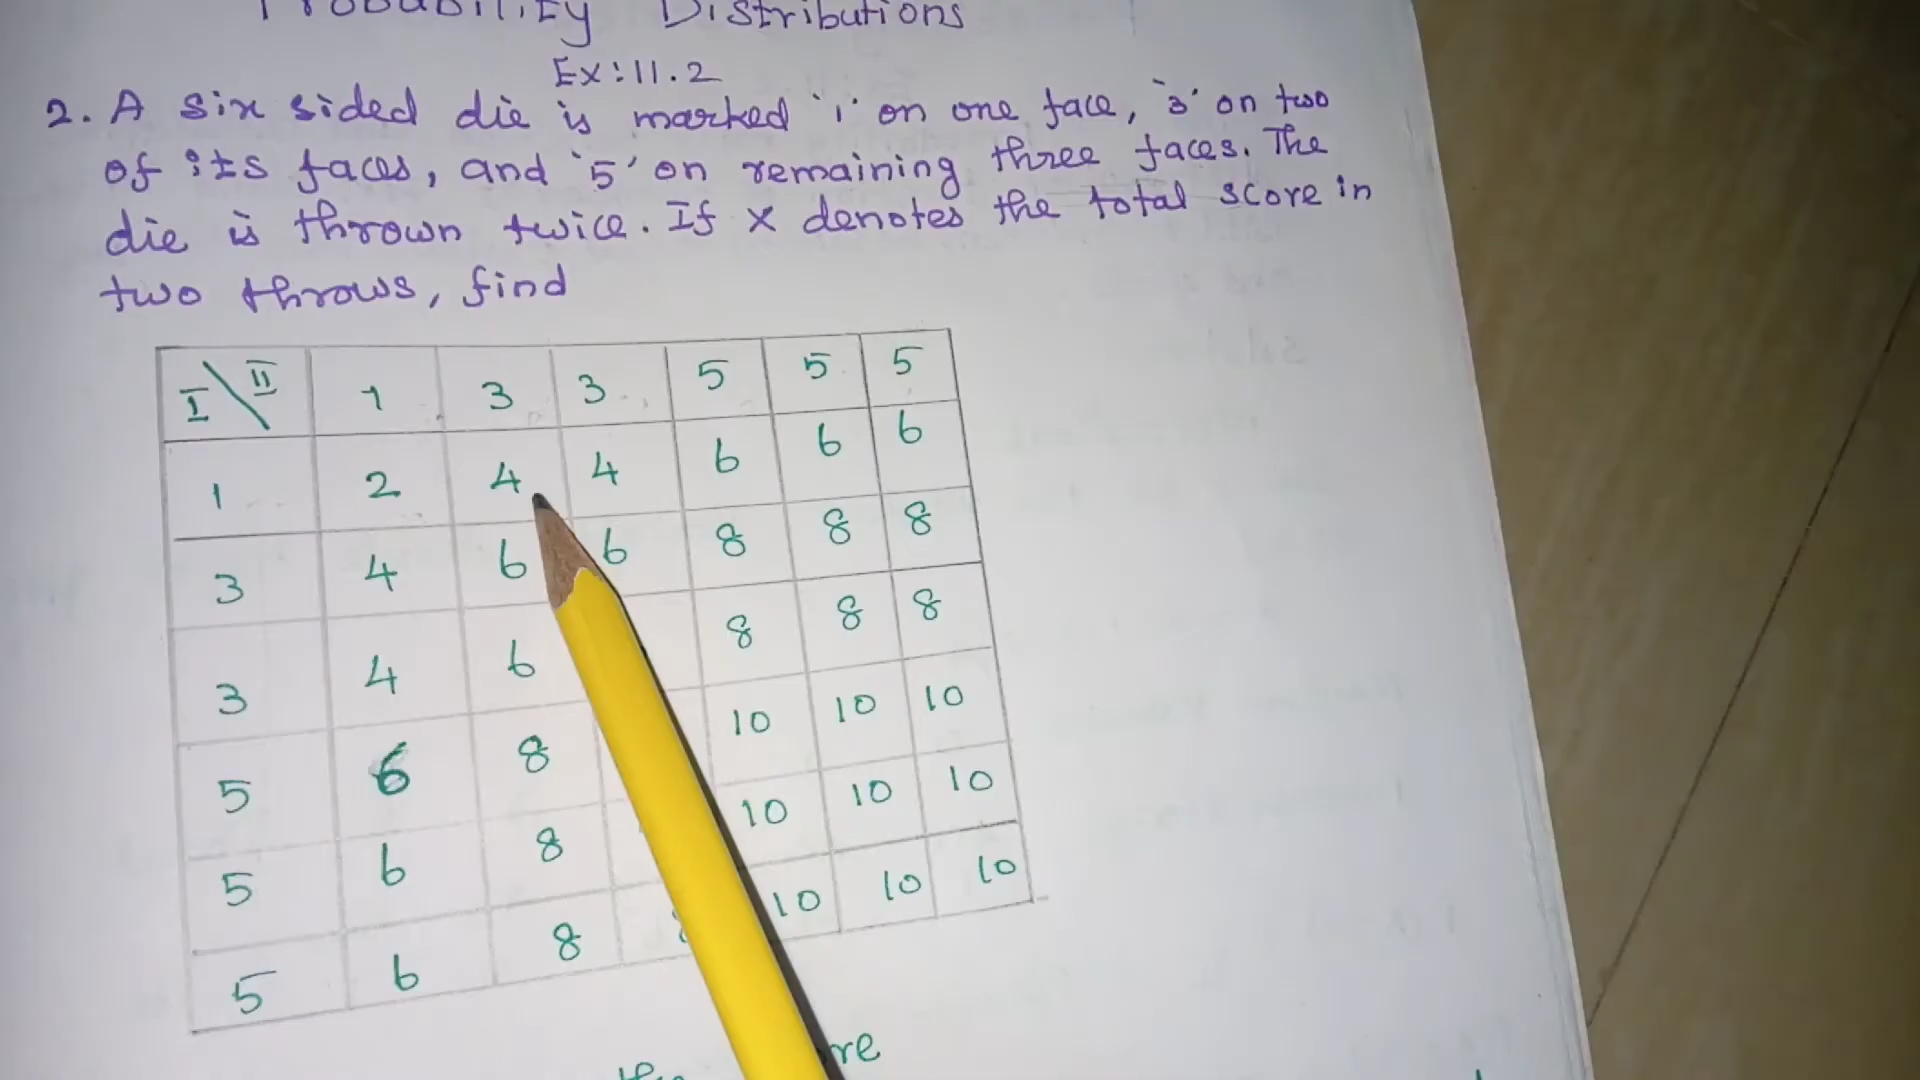 Probability Distributions
Ex:11.2
2. A six sided die is marked '1' on one face, '3' on two
of its faces, and '5' on remaining three faces. The
die is thrown twice. If X denotes the total score in
two throws, find
I \ II 1 3 3 5 5 5
1 2 4 4 6 6 6
3 4 6 6 8 8 8
3 4 6 8 8 8
5 6 8 10 10 10
5 6 8 10 10 10
5 6 8 10 10 10